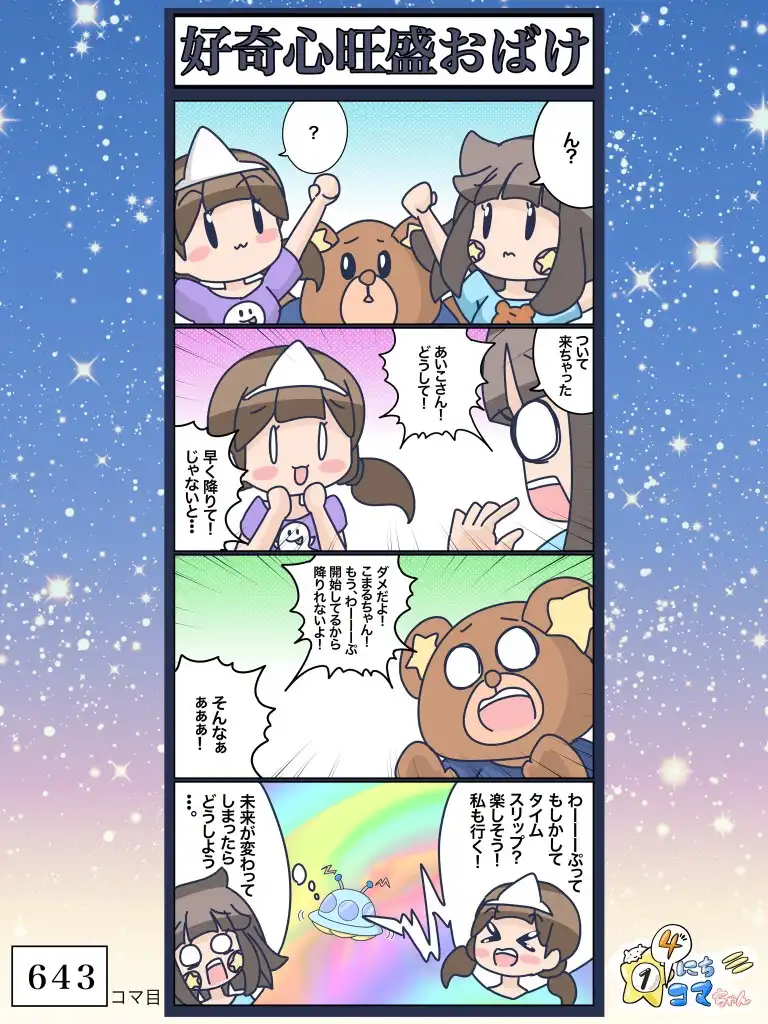 好奇心旺盛おばけ
ん？
？
ついて
来ちゃった
あいこさん！
どうして！
早く降りて！
じゃないと…
ダメだよ！
こまるちゃん！
もう、わーーーぷ
開始してるから
降りれないよ！
そんなぁ
ぁぁぁ！
わーーーぷって
もしかして
タイム
スリップ？
楽しそう！
私も行く！
未来が変わって
しまったら
どうしよう
…。
643
コマ目
1
にち
4
コマちゃん